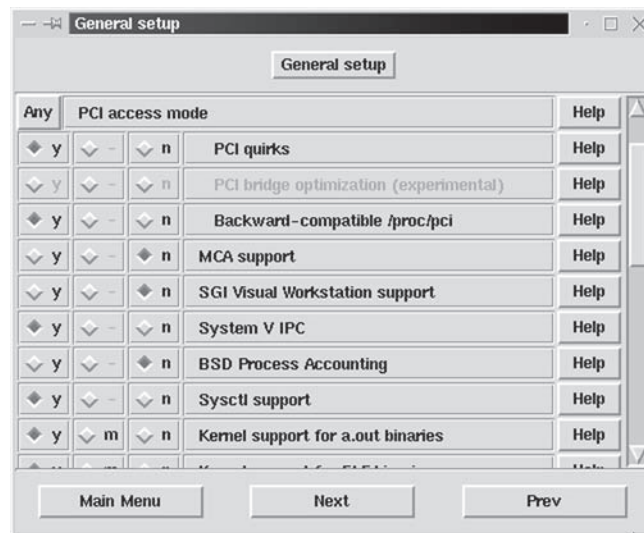 General setup
General setup
Any PCI access mode Help
y - n PCI quirks Help
y - n PCI bridge optimization (experimental) Help
y - n Backward-compatible /proc/pci Help
y - n MCA support Help
y - n SGI Visual Workstation support Help
y - n System V IPC Help
y - n BSD Process Accounting Help
y - n Sysctl support Help
y m n Kernel support for a.out binaries Help
Main Menu Next Prev